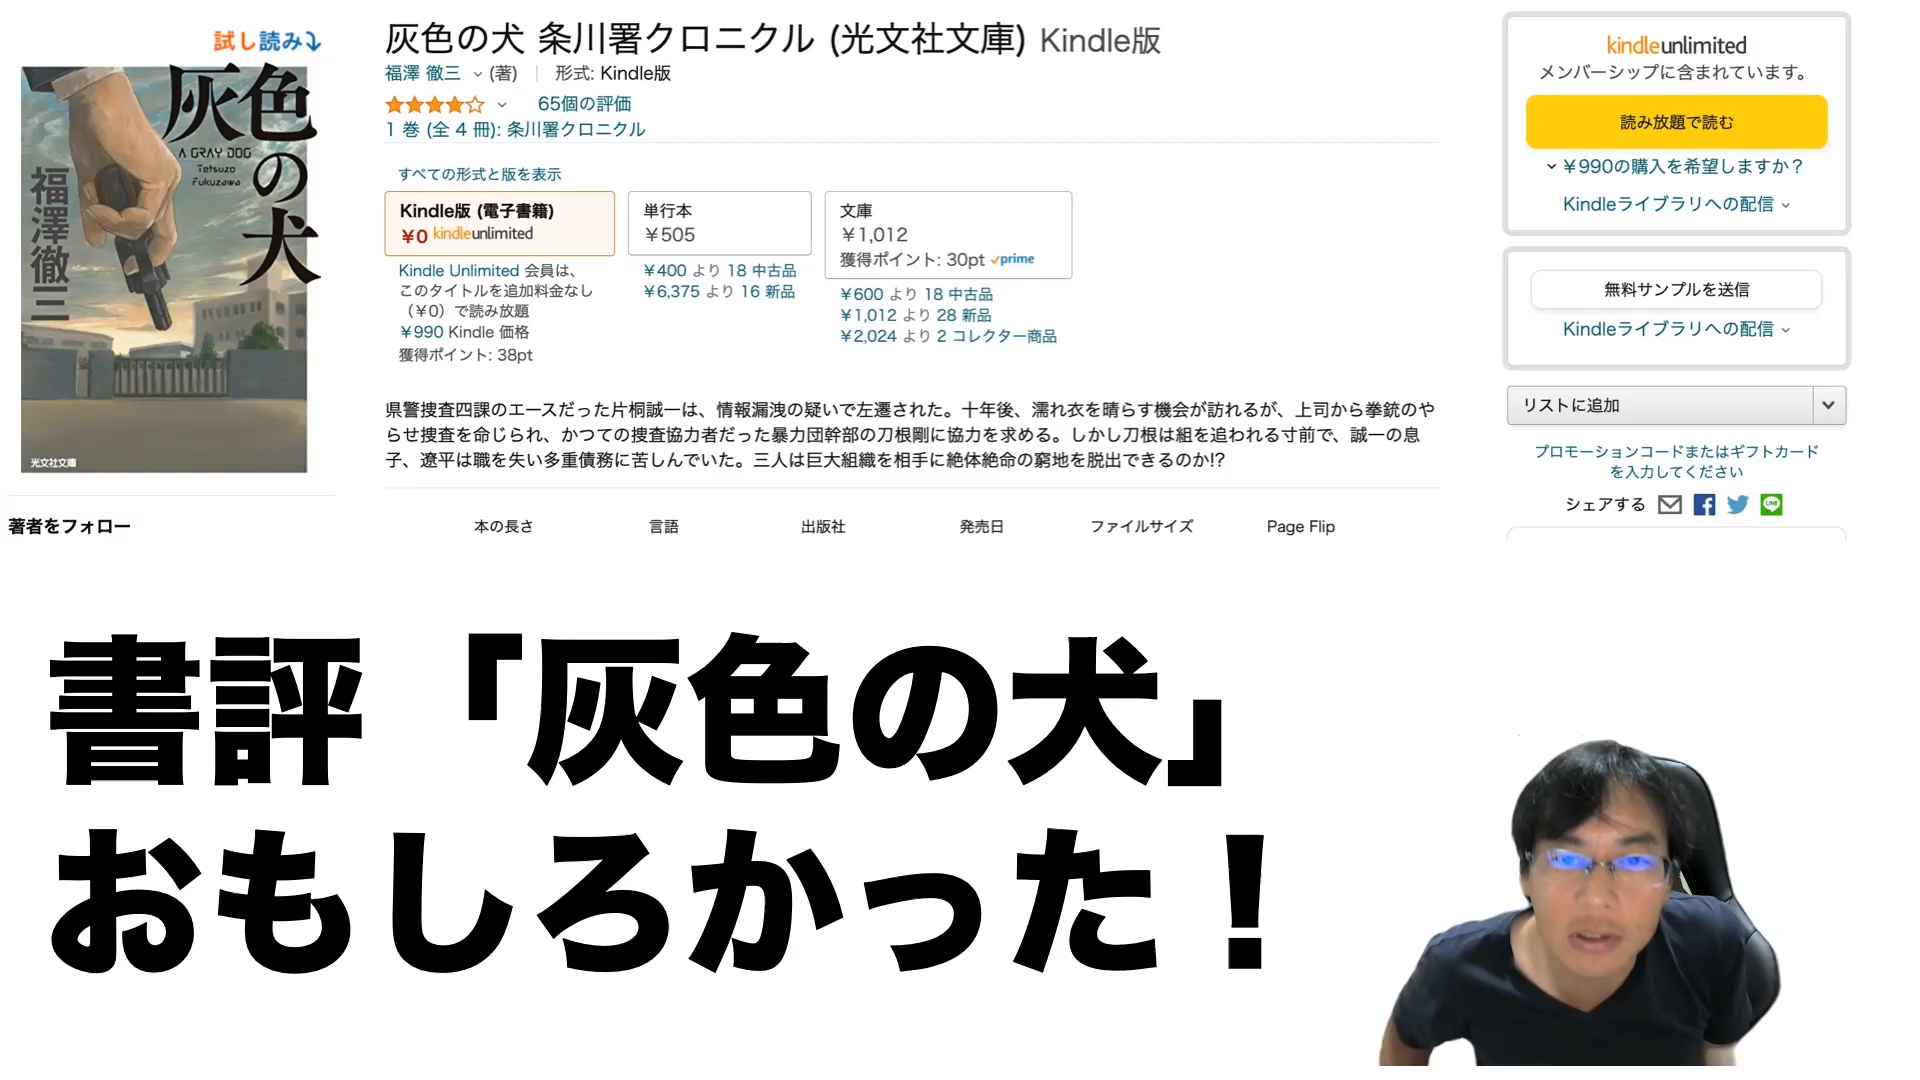 試し読み
灰色の犬
A GRAY DOG
Tetsuzo
Fukuzawa
福澤徹三
光文社文庫
著者をフォロー
灰色の犬 条川署クロニクル (光文社文庫) Kindle版
福澤 徹三 (著) 形式: Kindle版
65個の評価
1 巻 (全 4 冊): 条川署クロニクル
すべての形式と版を表示
Kindle版 (電子書籍)
¥0 kindleunlimited
Kindle Unlimited 会員は、
このタイトルを追加料金なし
（¥0）で読み放題
¥990 Kindle 価格
獲得ポイント: 38pt
単行本
¥505
¥400 より 18 中古品
¥6,375 より 16 新品
文庫
¥1,012
獲得ポイント: 30pt prime
¥600 より 18 中古品
¥1,012 より 28 新品
¥2,024 より 2 コレクター商品
県警捜査四課のエースだった片桐誠一は、情報漏洩の疑いで左遷された。十年後、濡れ衣を晴らす機会が訪れるが、上司から拳銃のや
らせ捜査を命じられ、かつての捜査協力者だった暴力団幹部の刀根剛に協力を求める。しかし刀根は組を追われる寸前で、誠一の息
子、遼平は職を失い多重債務に苦しんでいた。三人は巨大組織を相手に絶体絶命の窮地を脱出できるのか!?
本の長さ 言語 出版社 発売日 ファイルサイズ Page Flip
kindleunlimited
メンバーシップに含まれています。
読み放題で読む
¥990の購入を希望しますか？
Kindleライブラリへの配信
無料サンプルを送信
Kindleライブラリへの配信
リストに追加
プロモーションコードまたはギフトカード
を入力してください
シェアする LINE
書評「灰色の犬」
おもしろかった！